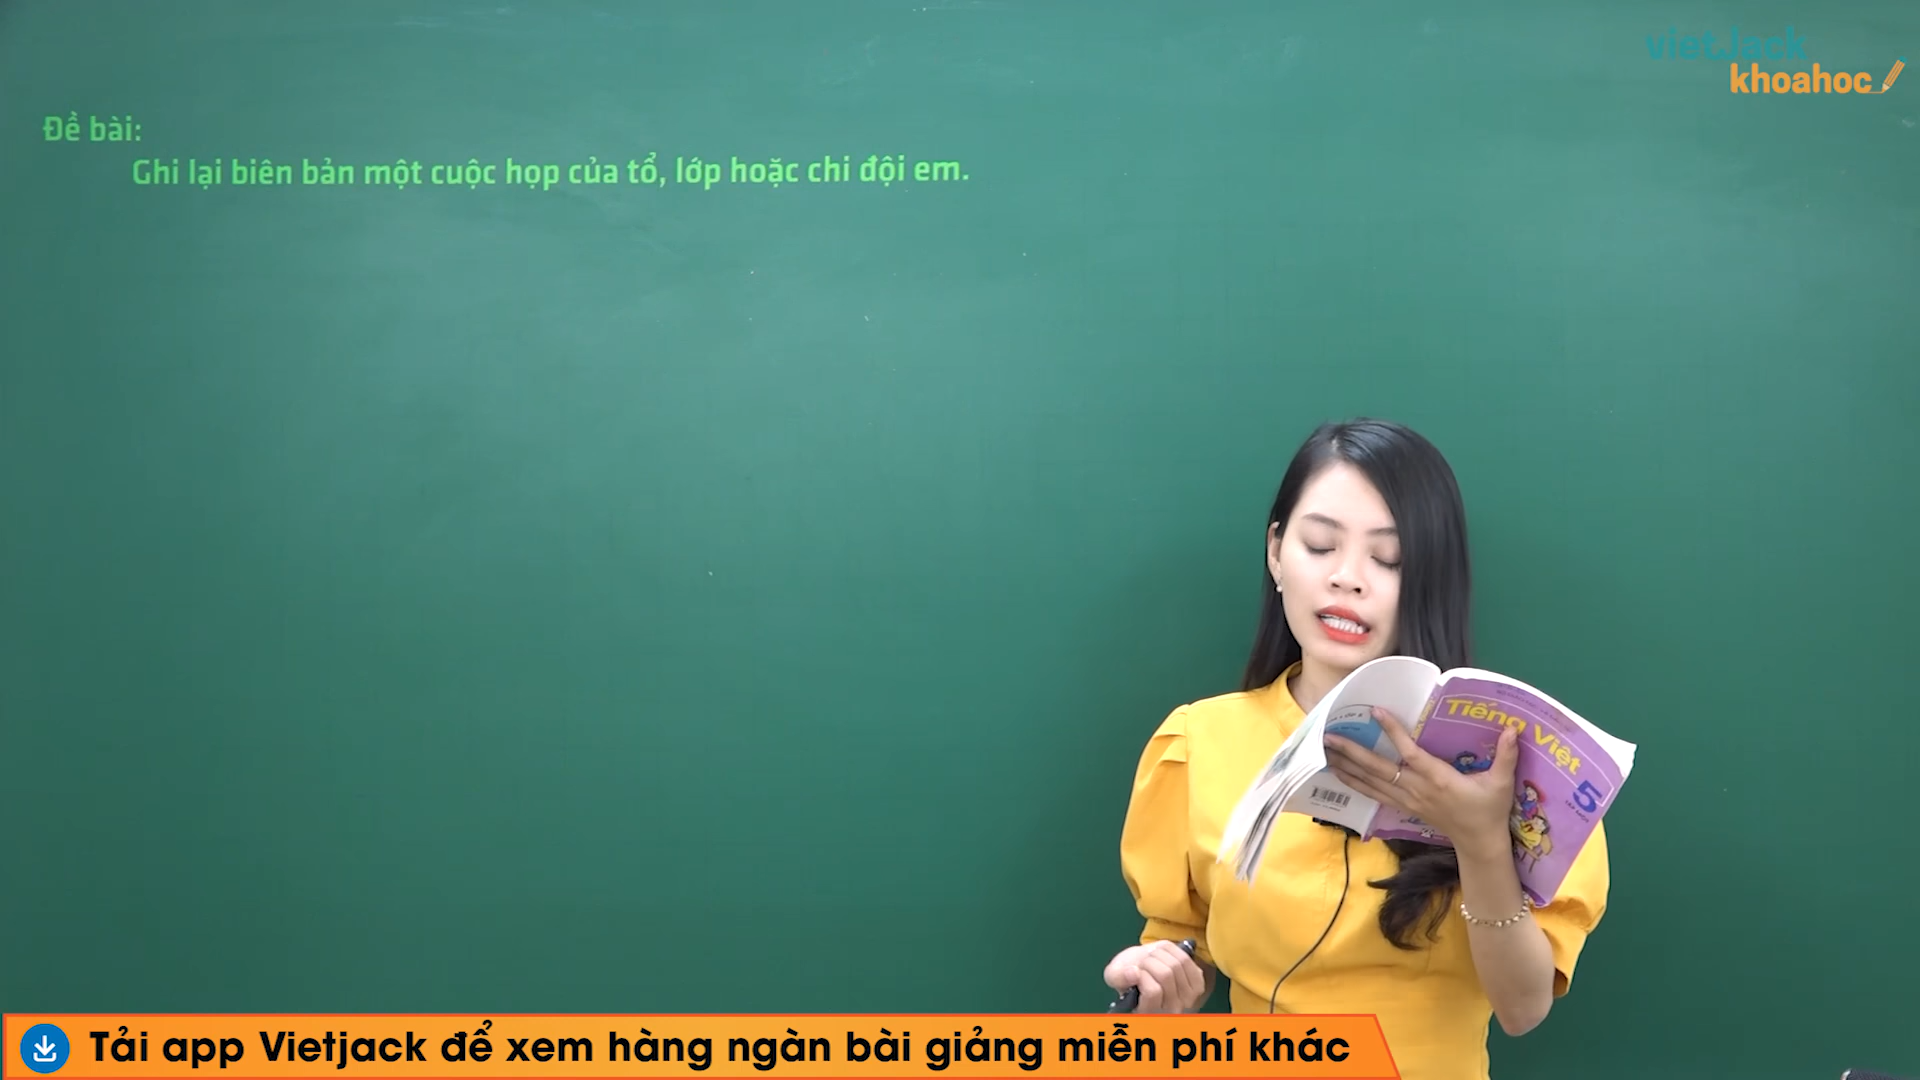 vietJack
khoahoc
Đề bài:
Ghi lại biên bản một cuộc họp của tổ, lớp hoặc chi đội em.
Tiếng Việt
5
Tải app Vietjack để xem hàng ngàn bài giảng miễn phí khác